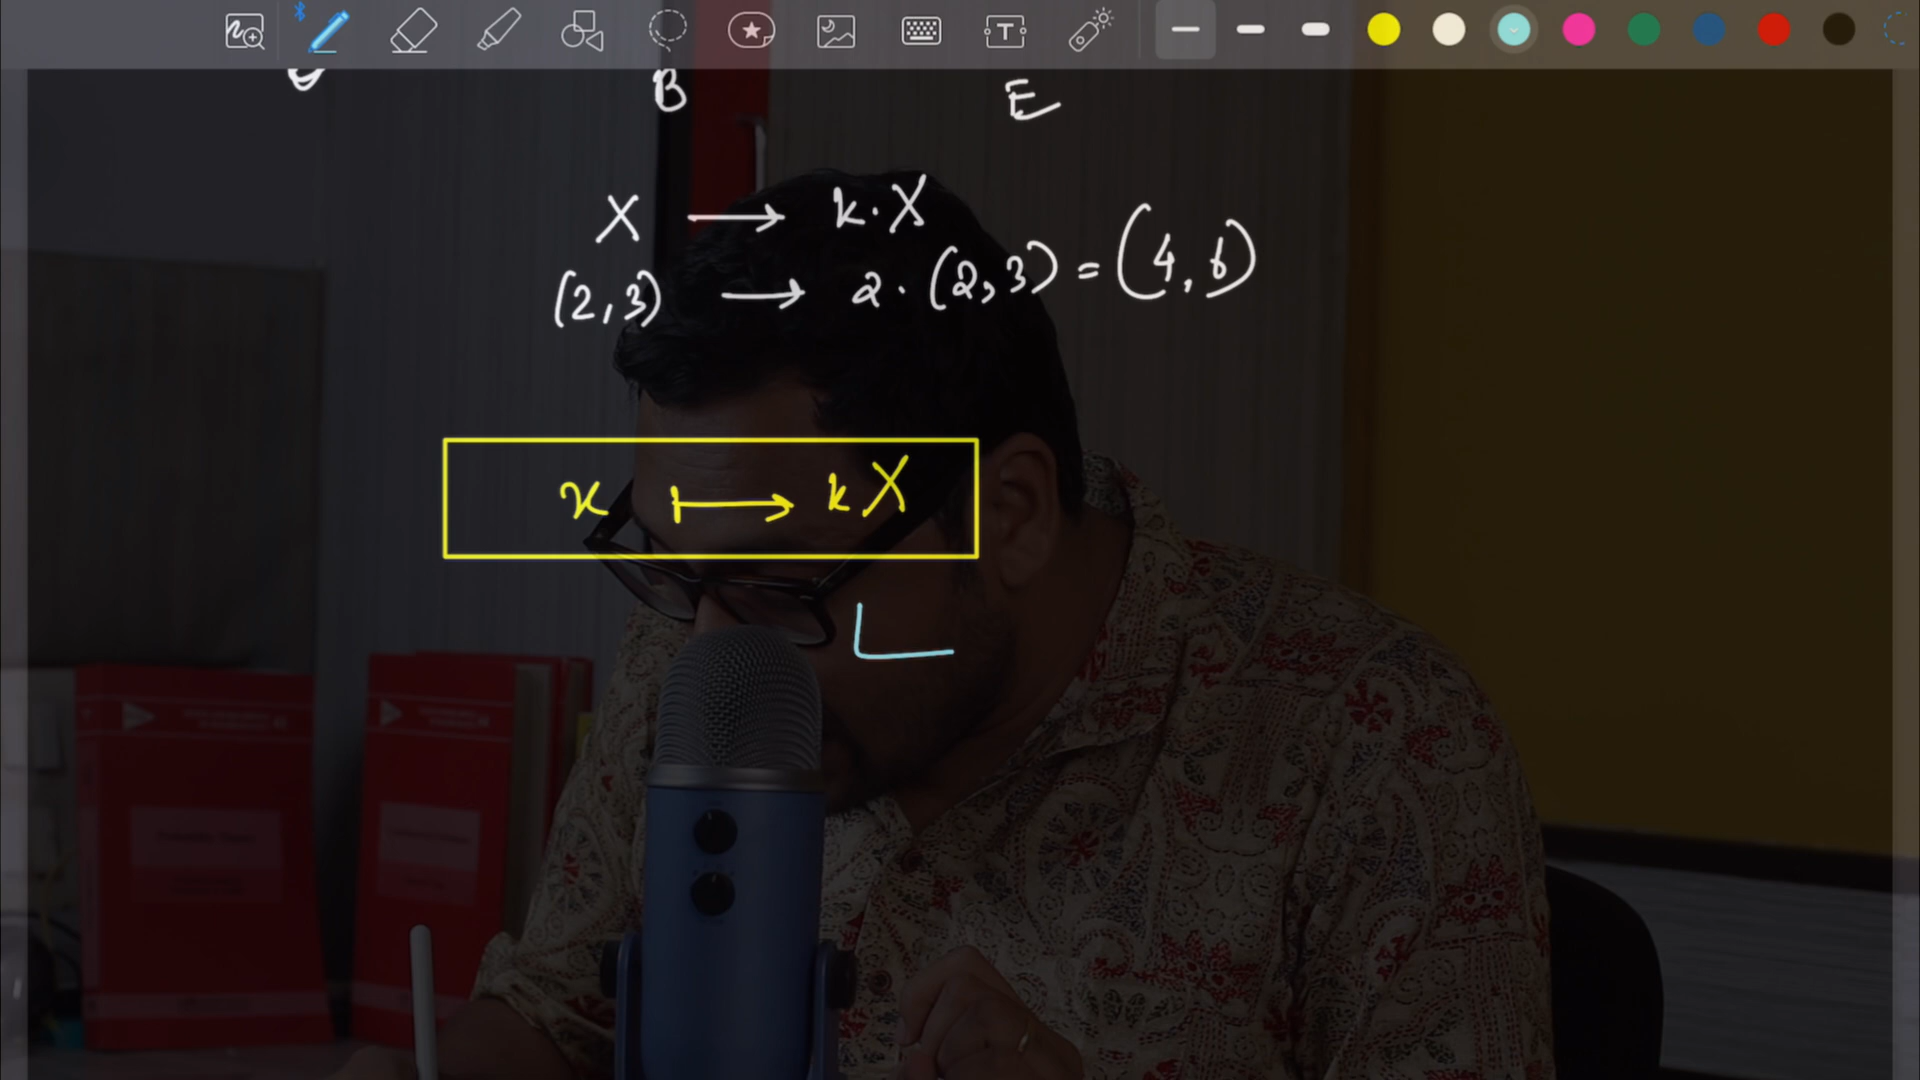 B E
X → k·X
(2,3) → 2·(2,3) = (4,6)
x ↦ kX